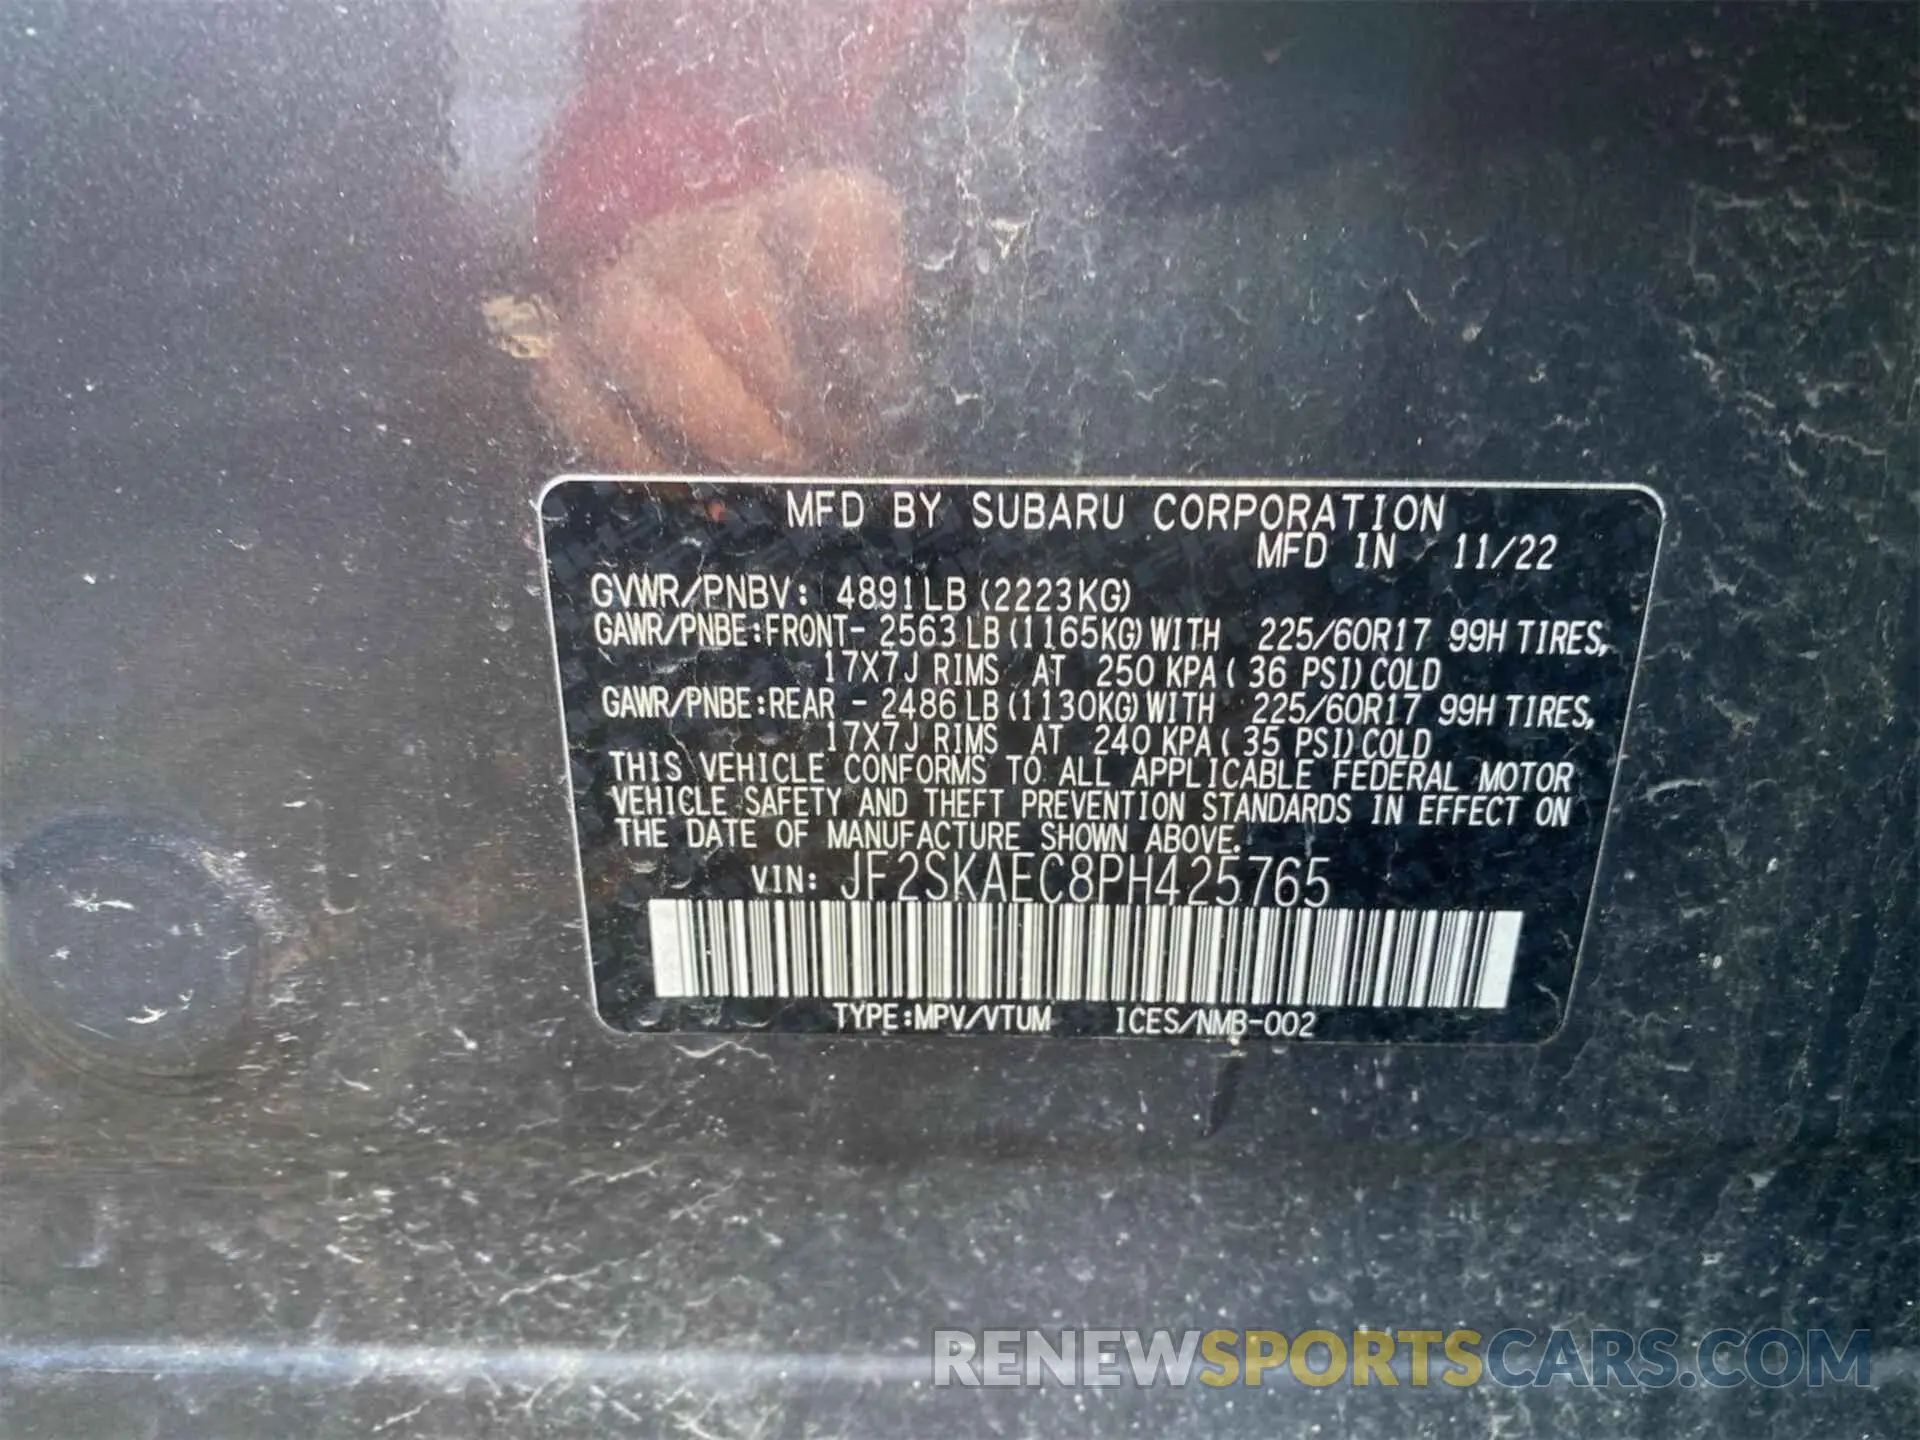 MFD BY SUBARU CORPORATION
MFD IN 11/22
GVWR/PNBV: 4891LB (2223KG)
GAWR/PNBE:FRONT- 2563 LB (1165KG) WITH 225/60R17 99H TIRES,
17X7J RIMS AT 250 KPA ( 36 PSI) COLD
GAWR/PNBE:REAR - 2486 LB (1130KG) WITH 225/60R17 99H TIRES,
17X7J RIMS AT 240 KPA ( 35 PSI) COLD
THIS VEHICLE CONFORMS TO ALL APPLICABLE FEDERAL MOTOR
VEHICLE SAFETY AND THEFT PREVENTION STANDARDS IN EFFECT ON
THE DATE OF MANUFACTURE SHOWN ABOVE.
VIN: JF2SKAEC8PH425765
TYPE:MPV/VTUM ICES/NMB-002
RENEWSPORTSCARS.COM